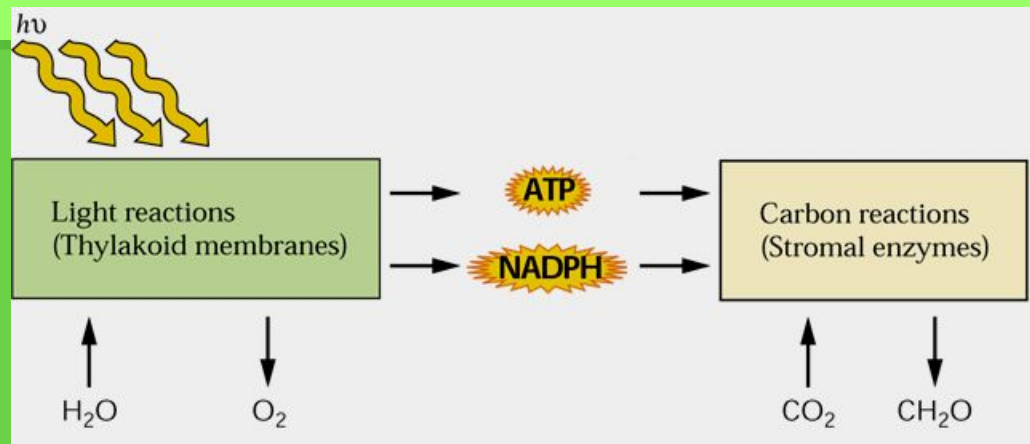 hυ
Light reactions
(Thylakoid membranes)
ATP
NADPH
Carbon reactions
(Stromal enzymes)
H₂O
O₂
CO₂
CH₂O